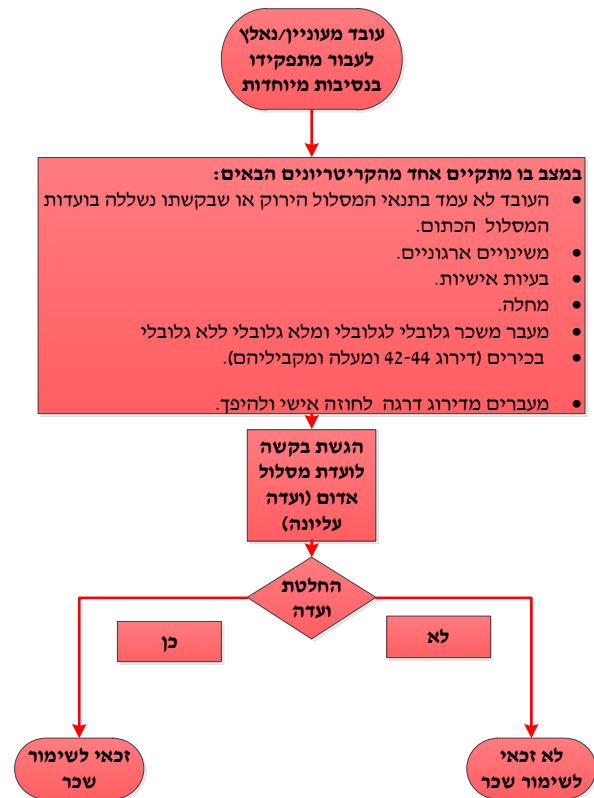 עובד מעוניין/נאלץ
לעבור מתפקידו
בנסיבות מיוחדות
במצב בו מתקיים אחד מהקריטריונים הבאים:
• העובד לא עמד בתנאי המסלול הירוק או שבקשתו נשללה בועדות
המסלול הכתום.
• משינויים ארגוניים.
• בעיות אישיות.
• מחלה.
• מעבר משכר גלובלי לגלובלי ומלא גלובלי ללא גלובלי
• בכירים (דירוג 42-44 ומעלה ומקביליהם).
• מעברים מדירוג דרגה לחוזה אישי ולהיפך.
הגשת בקשה
לועדת מסלול
אדום (ועדה
עליונה)
החלטת
ועדה
כן
לא
זכאי לשימור
שכר
לא זכאי
לשימור שכר